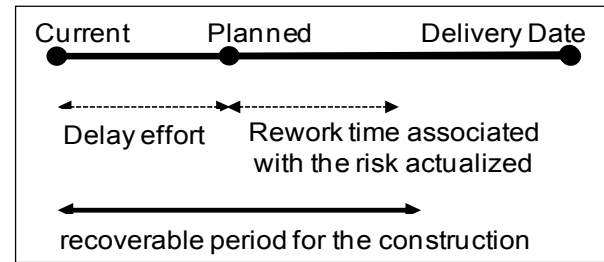 Current Planned Delivery Date
Delay effort Rework time associated
with the risk actualized
recoverable period for the construction